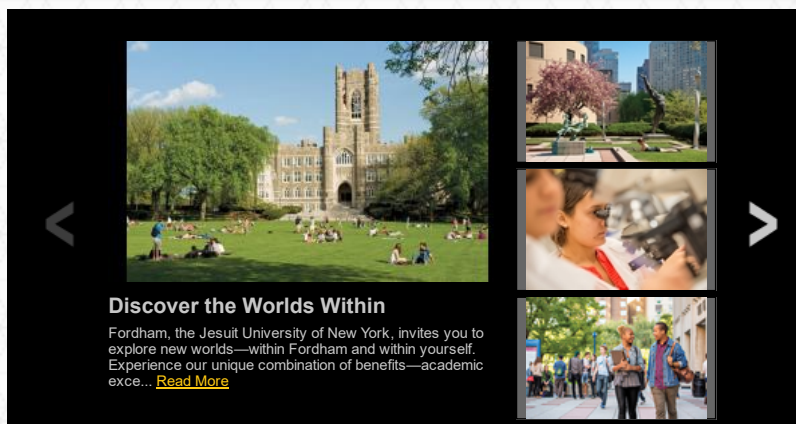 Discover the Worlds Within
Fordham, the Jesuit University of New York, invites you to
explore new worlds—within Fordham and within yourself.
Experience our unique combination of benefits—academic
exce... Read More